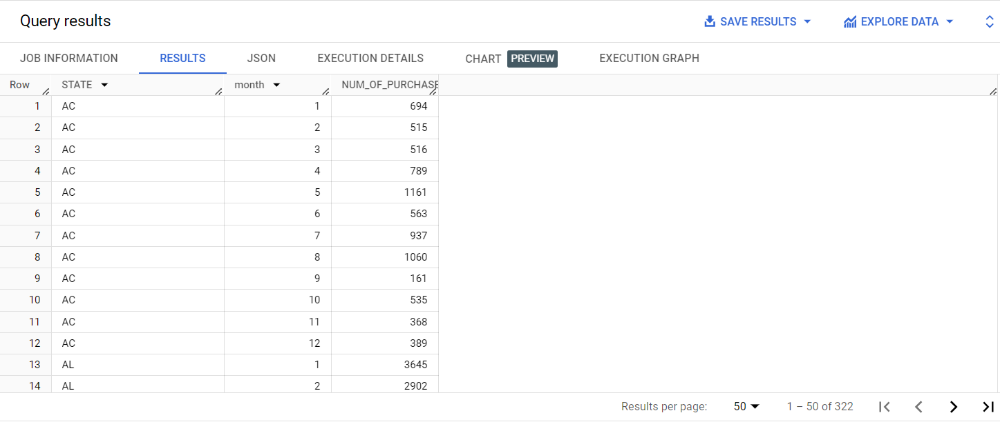 Query results SAVE RESULTS EXPLORE DATA
JOB INFORMATION RESULTS JSON EXECUTION DETAILS CHART PREVIEW EXECUTION GRAPH
Row STATE month NUM_OF_PURCHASE
1 AC 1 694
2 AC 2 515
3 AC 3 516
4 AC 4 789
5 AC 5 1161
6 AC 6 563
7 AC 7 937
8 AC 8 1060
9 AC 9 161
10 AC 10 535
11 AC 11 368
12 AC 12 389
13 AL 1 3645
14 AL 2 2902
Results per page: 50 1 – 50 of 322